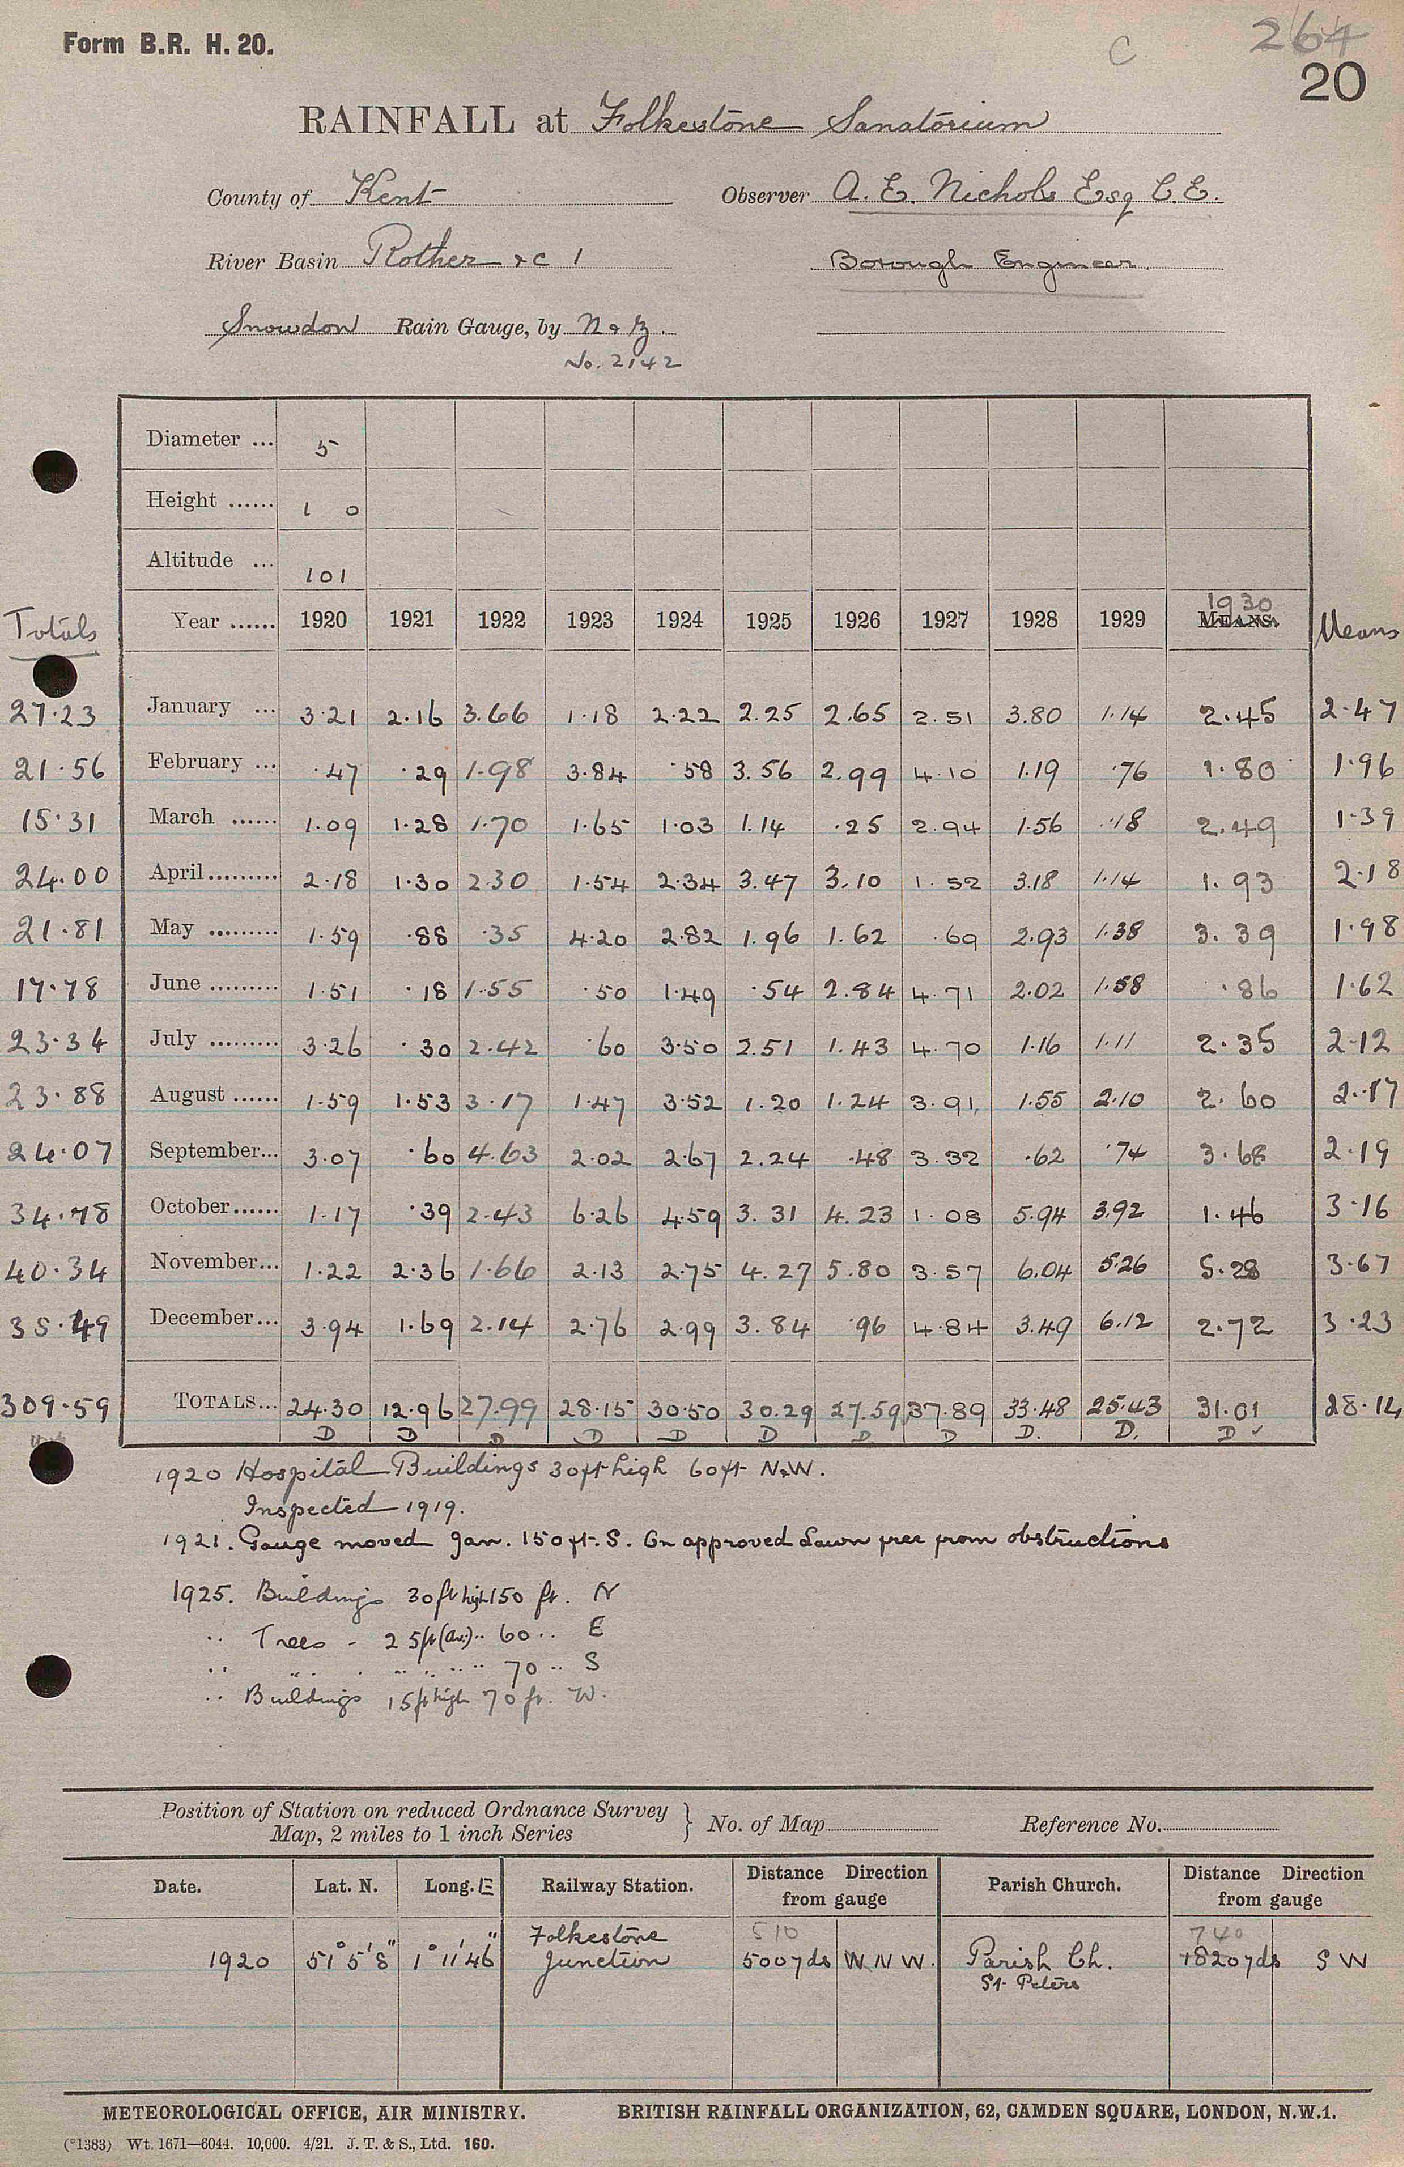 Form B.R. H. 20.
C
264
20
RAINFALL at Folkestone Sanatorium
County of Kent
Observer A. E. Nichols Esq C.E.
River Basin Rother &c 1
Borough Engineer
Snowdon Rain Gauge, by N & Z.
No. 2142
Diameter ... 5
Height ...... 1 0
Altitude ... 101
Totals Year ...... 1920 1921 1922 1923 1924 1925 1926 1927 1928 1929 1930 MEANS. Means
27.23 January ... 3.21 2.16 3.66 1.18 2.22 2.25 2.65 2.51 3.80 1.14 2.45 2.47
21.56 February ... .47 .29 1.98 3.84 .58 3.56 2.99 4.10 1.19 .76 1.80 1.96
15.31 March ...... 1.09 1.28 1.70 1.65 1.03 1.14 .25 2.94 1.56 .18 2.49 1.39
24.00 April ......... 2.18 1.30 2.30 1.54 2.34 3.47 3.10 1.52 3.18 1.14 1.93 2.18
21.81 May ......... 1.59 .88 .35 4.20 2.82 1.96 1.62 .69 2.93 1.38 3.39 1.98
17.78 June ......... 1.51 .18 1.55 .50 1.49 .54 2.84 4.71 2.02 1.58 .86 1.62
23.34 July ......... 3.26 .30 2.42 .60 3.50 2.51 1.43 4.70 1.16 1.11 2.35 2.12
23.88 August ...... 1.59 1.53 3.17 1.47 3.52 1.20 1.24 3.91 1.55 2.10 2.60 2.17
24.07 September... 3.07 .60 4.63 2.02 2.67 2.24 .48 3.32 .62 .74 3.68 2.19
34.78 October...... 1.17 .39 2.43 6.26 4.59 3.31 4.23 1.08 5.94 3.92 1.46 3.16
40.34 November... 1.22 2.36 1.66 2.13 2.75 4.27 5.80 3.57 6.04 5.26 5.28 3.67
35.49 December... 3.94 1.69 2.14 2.76 2.99 3.84 .96 4.84 3.49 6.12 2.72 3.23
309.59 TOTALS... 24.30 12.96 27.99 28.15 30.50 30.29 27.59 37.89 33.48 25.43 31.01 28.14
D D D D D D D D D. D. D ✓
1920 Hospital Buildings 30ft high 60ft N.W.
Inspected 1919.
1921. Gauge moved Jan. 150 ft. S. On approved Lawn free from obstructions
1925. Buildings 30ft high 150 ft. N
.. Trees - 25ft (av.) .. 60 .. E
.. .. . .. .. .. .. 70 .. S
.. Buildings 15ft high 70 ft. W.
Position of Station on reduced Ordnance Survey
Map, 2 miles to 1 inch Series } No. of Map Reference No.
Date. Lat. N. Long. E Railway Station. Distance Direction from gauge Parish Church. Distance Direction from gauge
1920 51° 5' 8" 1° 11' 46" Folkestone Junction 510 500 yds W N W. Parish Ch. St. Peters 740 1820 yds S W
METEOROLOGICAL OFFICE, AIR MINISTRY. BRITISH RAINFALL ORGANIZATION, 62, CAMDEN SQUARE, LONDON, N.W.1.
(*1383) Wt. 1671—6044. 10,000. 4/21. J. T. & S., Ltd. 160.